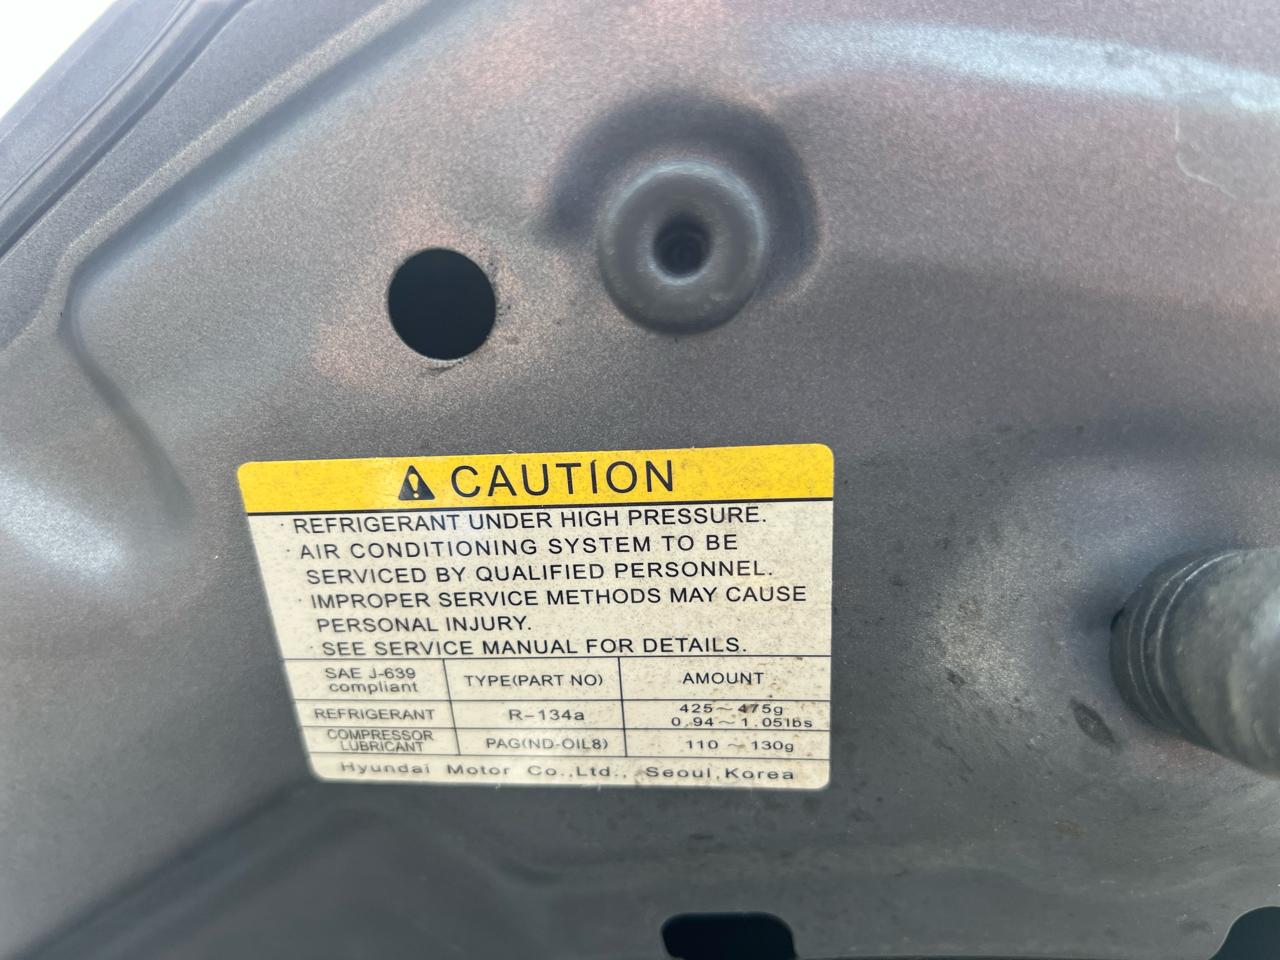 CAUTION
· REFRIGERANT UNDER HIGH PRESSURE.
· AIR CONDITIONING SYSTEM TO BE
SERVICED BY QUALIFIED PERSONNEL.
· IMPROPER SERVICE METHODS MAY CAUSE
PERSONAL INJURY.
· SEE SERVICE MANUAL FOR DETAILS.
SAE J-639
compliant
TYPE(PART NO)
AMOUNT
REFRIGERANT
R-134a
425~475g
0.94~1.051bs
COMPRESSOR
LUBRICANT
PAG(ND-OIL8)
110 ~ 130g
Hyundai Motor Co.,Ltd., Seoul,Korea